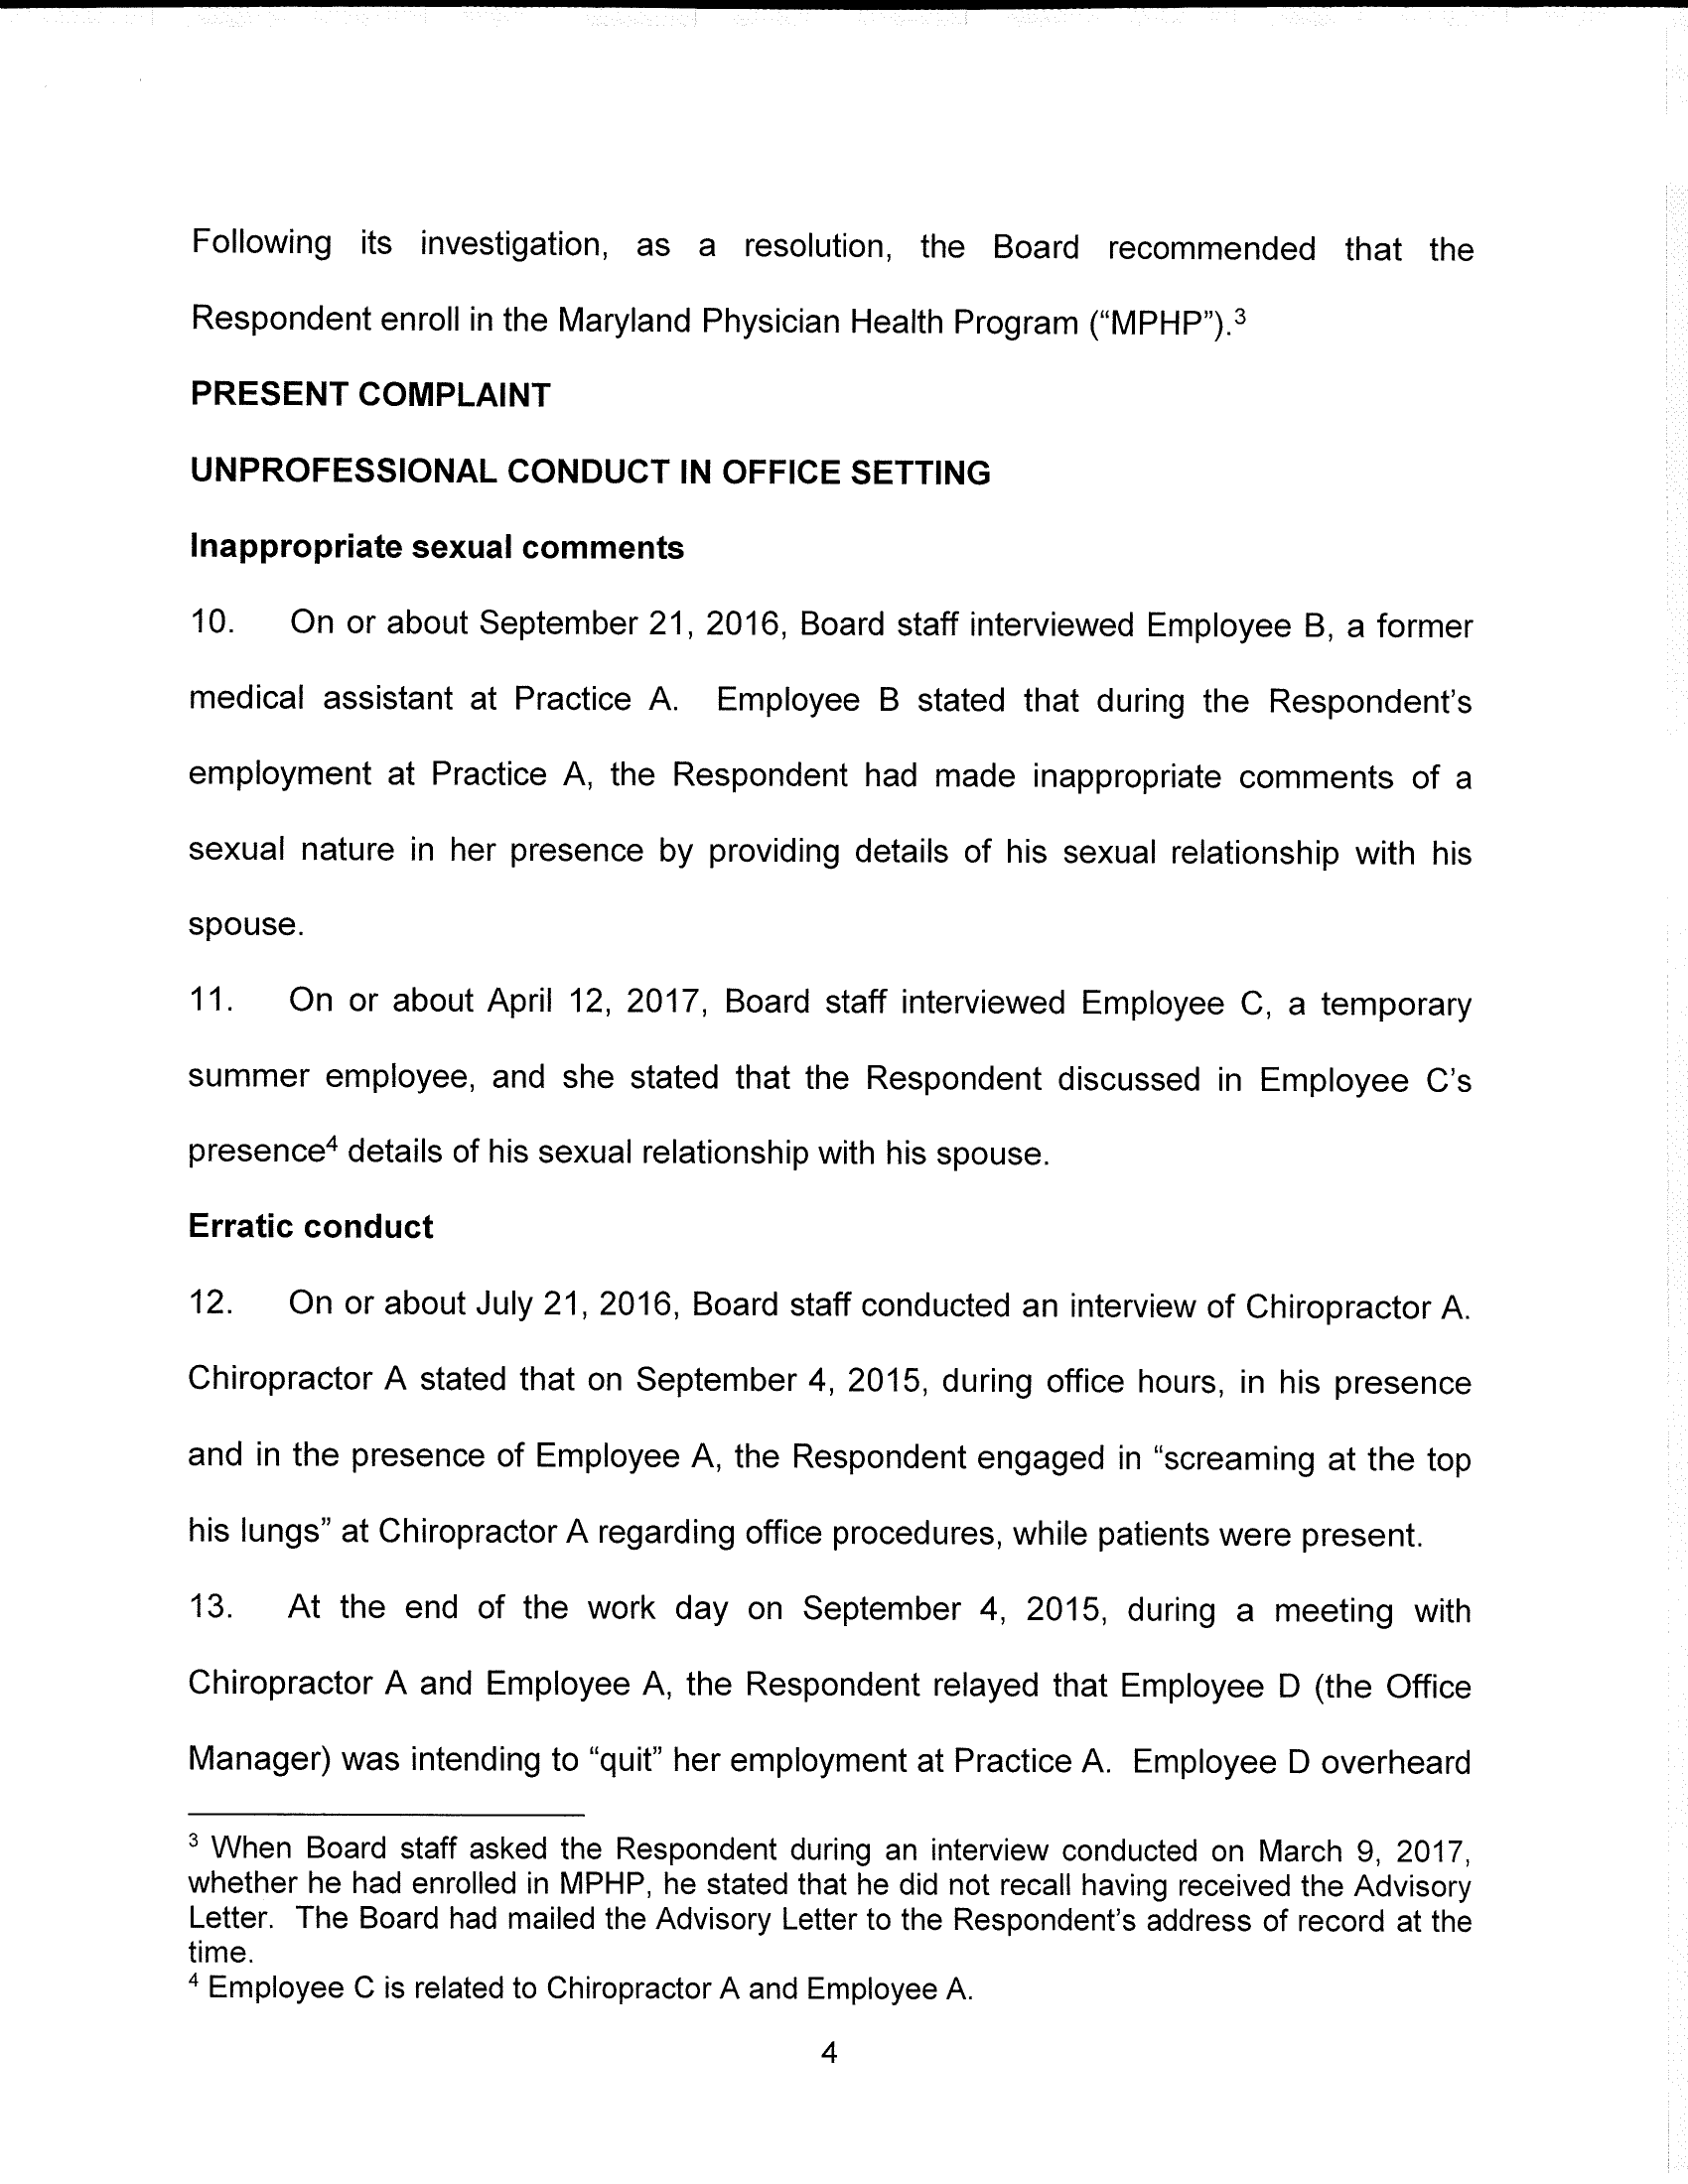 Following its investigation, as a resolution, the Board recommended that the
Respondent enroll in the Maryland Physician Health Program (“MPHP”).³
PRESENT COMPLAINT
UNPROFESSIONAL CONDUCT IN OFFICE SETTING
Inappropriate sexual comments
10. On or about September 21, 2016, Board staff interviewed Employee B, a former
medical assistant at Practice A. Employee B stated that during the Respondent’s
employment at Practice A, the Respondent had made inappropriate comments of a
sexual nature in her presence by providing details of his sexual relationship with his
spouse.
11. On or about April 12, 2017, Board staff interviewed Employee C, a temporary
summer employee, and she stated that the Respondent discussed in Employee C’s
presence⁴ details of his sexual relationship with his spouse.
Erratic conduct
12. On or about July 21, 2016, Board staff conducted an interview of Chiropractor A.
Chiropractor A stated that on September 4, 2015, during office hours, in his presence
and in the presence of Employee A, the Respondent engaged in “screaming at the top
his lungs” at Chiropractor A regarding office procedures, while patients were present.
13. At the end of the work day on September 4, 2015, during a meeting with
Chiropractor A and Employee A, the Respondent relayed that Employee D (the Office
Manager) was intending to “quit” her employment at Practice A. Employee D overheard
³ When Board staff asked the Respondent during an interview conducted on March 9, 2017,
whether he had enrolled in MPHP, he stated that he did not recall having received the Advisory
Letter. The Board had mailed the Advisory Letter to the Respondent’s address of record at the
time.
⁴ Employee C is related to Chiropractor A and Employee A.
4